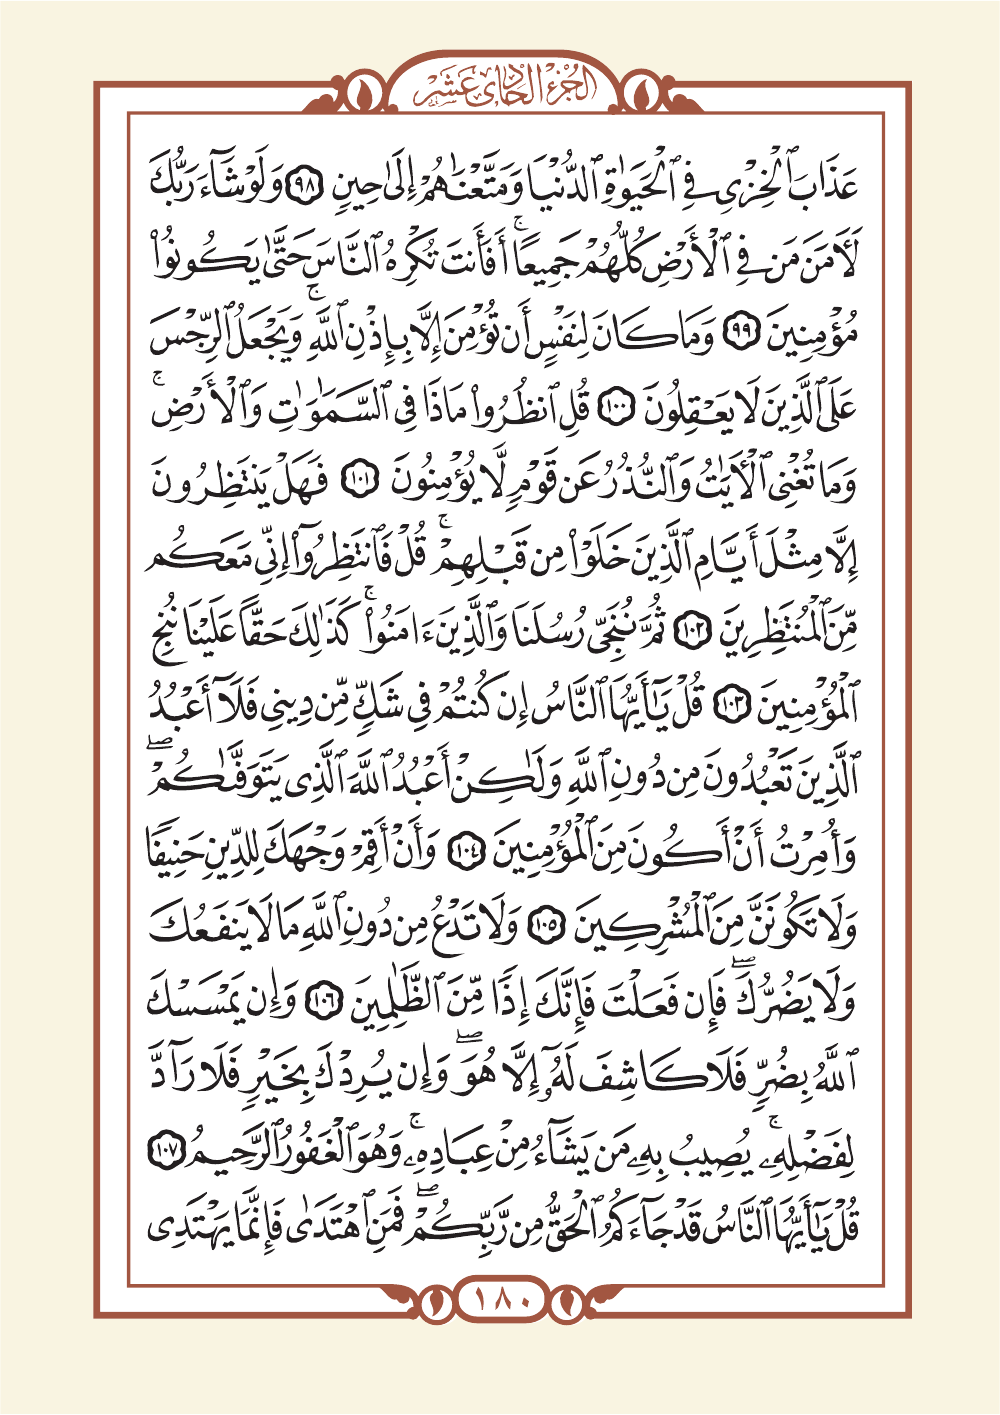 الجزء الحادي عشر
عَذَابَ ٱلْخِزْيِ فِي ٱلْحَيَوٰةِ ٱلدُّنْيَا وَمَتَّعْنَٰهُمْ إِلَىٰ حِينٍ ٩٨ وَلَوْ شَآءَ رَبُّكَ
لَءَامَنَ مَن فِي ٱلْأَرْضِ كُلُّهُمْ جَمِيعًا ۚ أَفَأَنتَ تُكْرِهُ ٱلنَّاسَ حَتَّىٰ يَكُونُوا۟
مُؤْمِنِينَ ٩٩ وَمَا كَانَ لِنَفْسٍ أَن تُؤْمِنَ إِلَّا بِإِذْنِ ٱللَّهِ ۚ وَيَجْعَلُ ٱلرِّجْسَ
عَلَى ٱلَّذِينَ لَا يَعْقِلُونَ ١٠٠ قُلِ ٱنظُرُوا۟ مَاذَا فِي ٱلسَّمَٰوَٰتِ وَٱلْأَرْضِ ۚ
وَمَا تُغْنِي ٱلْءَايَٰتُ وَٱلنُّذُرُ عَن قَوْمٍ لَّا يُؤْمِنُونَ ١٠١ فَهَلْ يَنتَظِرُونَ
إِلَّا مِثْلَ أَيَّامِ ٱلَّذِينَ خَلَوْا۟ مِن قَبْلِهِمْ ۚ قُلْ فَٱنتَظِرُوٓا۟ إِنِّي مَعَكُم
مِّنَ ٱلْمُنتَظِرِينَ ١٠٢ ثُمَّ نُنَجِّي رُسُلَنَا وَٱلَّذِينَ ءَامَنُوا۟ ۚ كَذَٰلِكَ حَقًّا عَلَيْنَا نُنجِ
ٱلْمُؤْمِنِينَ ١٠٣ قُلْ يَٰٓأَيُّهَا ٱلنَّاسُ إِن كُنتُمْ فِي شَكٍّ مِّن دِينِي فَلَآ أَعْبُدُ
ٱلَّذِينَ تَعْبُدُونَ مِن دُونِ ٱللَّهِ وَلَٰكِنْ أَعْبُدُ ٱللَّهَ ٱلَّذِي يَتَوَفَّىٰكُمْ ۖ
وَأُمِرْتُ أَنْ أَكُونَ مِنَ ٱلْمُؤْمِنِينَ ١٠٤ وَأَنْ أَقِمْ وَجْهَكَ لِلدِّينِ حَنِيفًا
وَلَا تَكُونَنَّ مِنَ ٱلْمُشْرِكِينَ ١٠٥ وَلَا تَدْعُ مِن دُونِ ٱللَّهِ مَا لَا يَنفَعُكَ
وَلَا يَضُرُّكَ ۖ فَإِن فَعَلْتَ فَإِنَّكَ إِذًا مِّنَ ٱلظَّٰلِمِينَ ١٠٦ وَإِن يَمْسَسْكَ
ٱللَّهُ بِضُرٍّ فَلَا كَاشِفَ لَهُۥٓ إِلَّا هُوَ ۖ وَإِن يُرِدْكَ بِخَيْرٍ فَلَا رَآدَّ
لِفَضْلِهِۦ ۚ يُصِيبُ بِهِۦ مَن يَشَآءُ مِنْ عِبَادِهِۦ ۚ وَهُوَ ٱلْغَفُورُ ٱلرَّحِيمُ ١٠٧
قُلْ يَٰٓأَيُّهَا ٱلنَّاسُ قَدْ جَآءَكُمُ ٱلْحَقُّ مِن رَّبِّكُمْ ۖ فَمَنِ ٱهْتَدَىٰ فَإِنَّمَا يَهْتَدِي
١٨٠